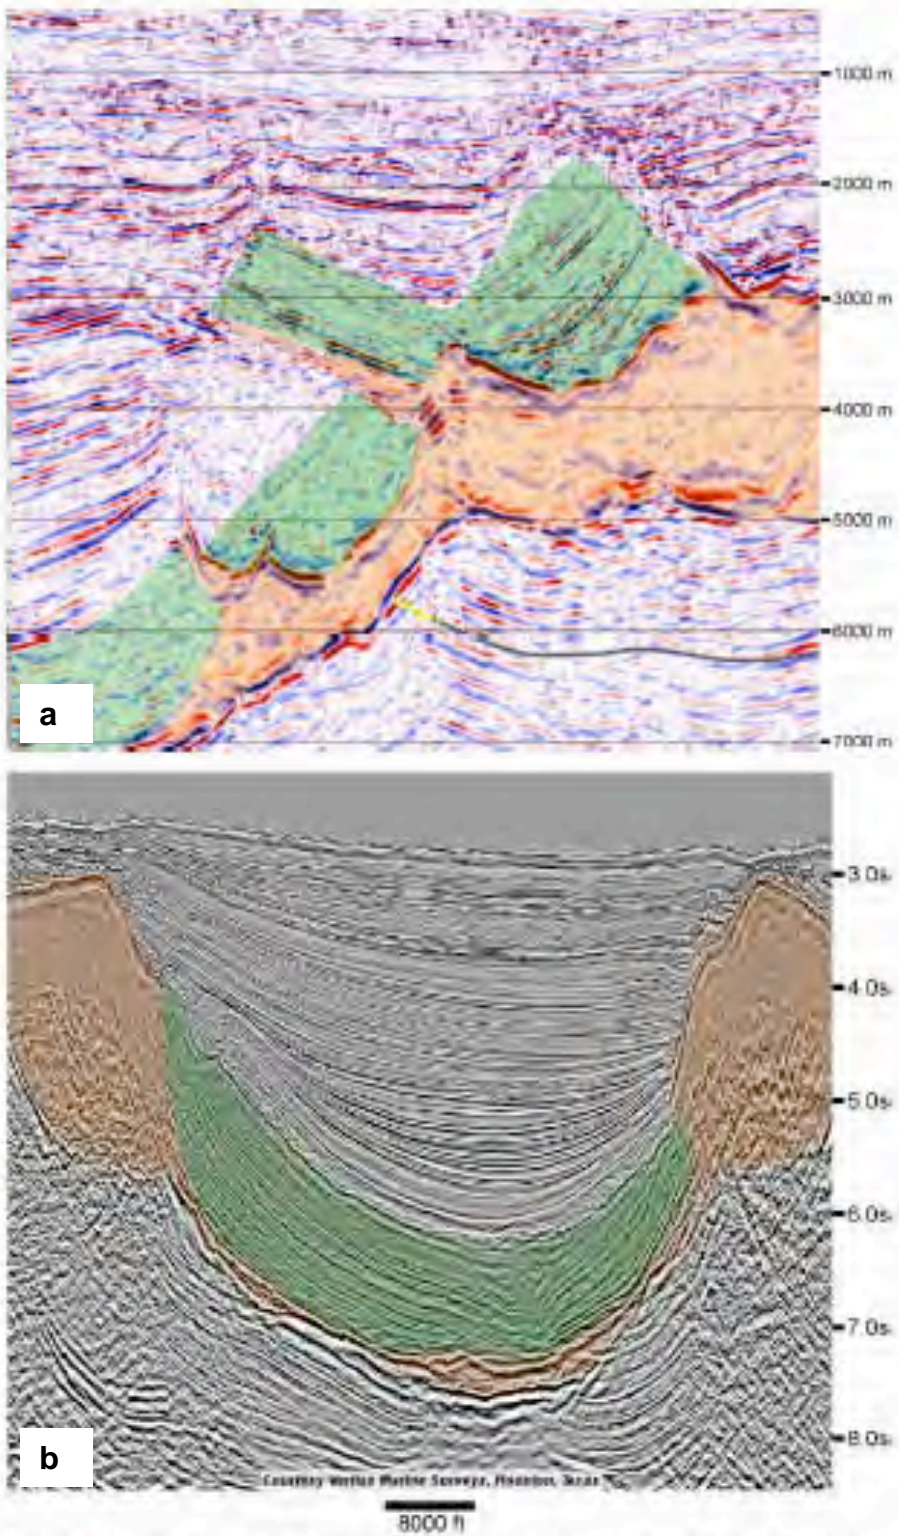 1000 m
2000 m
3000 m
4000 m
5000 m
6000 m
7000 m
a
3.0s
4.0s
5.0s
6.0s
7.0s
8.0s
b
Courtesy Veritas Marine Surveys, Houston, Texas
8000 ft